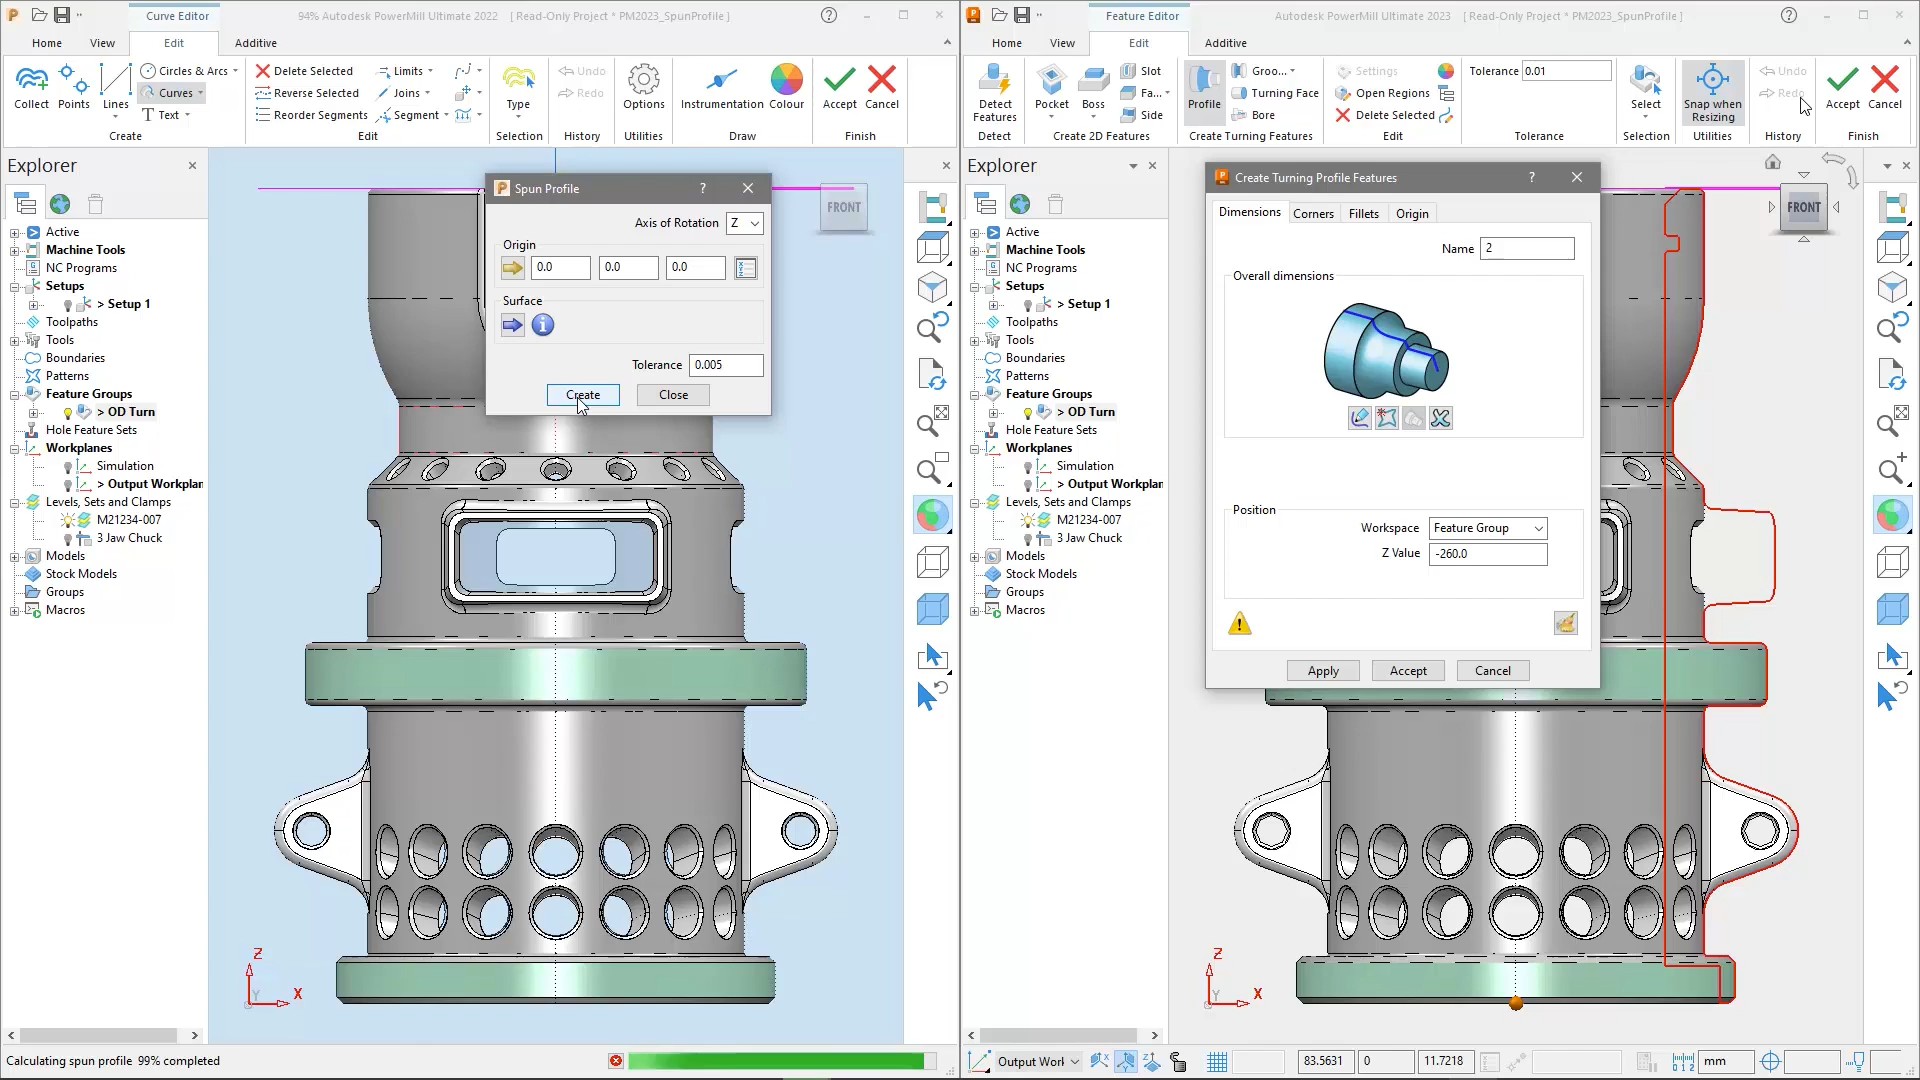 Curve Editor
94% Autodesk PowerMill Ultimate 2022 [ Read-Only Project * PM2023_SpunProfile ]
Home View Edit Additive
Collect Points Lines
Circles & Arcs
Curves
Text
Create
Delete Selected
Reverse Selected
Reorder Segments
Limits
Joins
Segment
Edit
Type
Selection
Undo
Redo
History
Options
Utilities
Instrumentation Colour
Draw
Accept Cancel
Finish
Explorer
Active
Machine Tools
NC Programs
Setups
> Setup 1
Toolpaths
Tools
Boundaries
Patterns
Feature Groups
> OD Turn
Hole Feature Sets
Workplanes
Simulation
> Output Workplan
Levels, Sets and Clamps
M21234-007
3 Jaw Chuck
Models
Stock Models
Groups
Macros
Spun Profile ?
Axis of Rotation Z
Origin
0.0 0.0 0.0
Surface
Tolerance 0.005
Create Close
FRONT
Z
Y X
Calculating spun profile 99% completed
Feature Editor
Autodesk PowerMill Ultimate 2023 [ Read-Only Project * PM2023_SpunProfile ]
Home View Edit Additive
Detect Features
Detect
Pocket Boss
Slot
Fa...
Side
Create 2D Features
Profile
Groo...
Turning Face
Bore
Create Turning Features
Settings
Open Regions
Delete Selected
Edit
Tolerance 0.01
Tolerance
Select
Selection
Snap when Resizing
Utilities
Undo
Redo
History
Accept Cancel
Finish
Explorer
Active
Machine Tools
NC Programs
Setups
> Setup 1
Toolpaths
Tools
Boundaries
Patterns
Feature Groups
> OD Turn
Hole Feature Sets
Workplanes
Simulation
> Output Workplan
Levels, Sets and Clamps
M21234-007
3 Jaw Chuck
Models
Stock Models
Groups
Macros
Create Turning Profile Features ?
Dimensions Corners Fillets Origin
Name 2
Overall dimensions
Position
Workspace Feature Group
Z Value -260.0
Apply Accept Cancel
FRONT
Z
Y X
Output Worl 83.5631 0 11.7218 mm